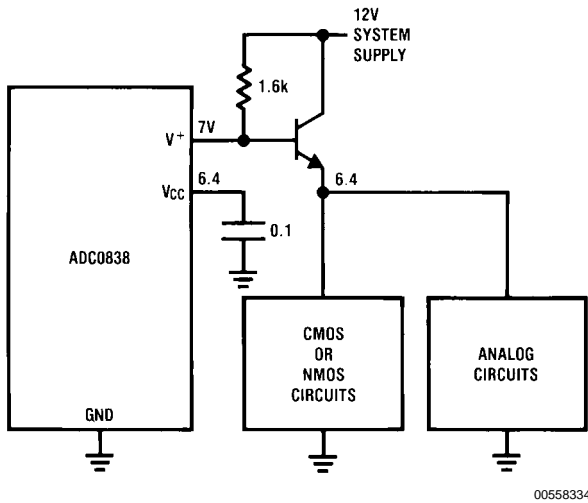 12V
SYSTEM
SUPPLY
1.6k
V+
7V
VCC
6.4
6.4
0.1
ADC0838
GND
CMOS
OR
NMOS
CIRCUITS
ANALOG
CIRCUITS
00558334